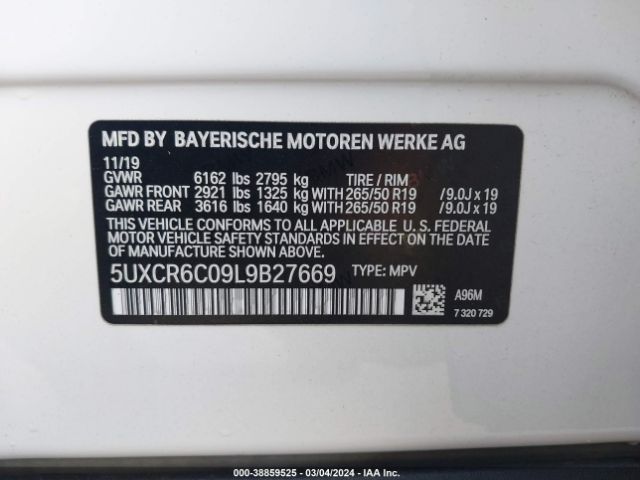 MFD BY BAYERISCHE MOTOREN WERKE AG
11/19
GVWR 6162 lbs 2795 kg TIRE / RIM
GAWR FRONT 2921 lbs 1325 kg WITH 265/50 R19 / 9.0J x 19
GAWR REAR 3616 lbs 1640 kg WITH 265/50 R19 / 9.0J x 19
THIS VEHICLE CONFORMS TO ALL APPLICABLE U. S. FEDERAL
MOTOR VEHICLE SAFETY STANDARDS IN EFFECT ON THE DATE
OF MANUFACTURE SHOWN ABOVE.
5UXCR6C09L9B27669 TYPE: MPV
A96M
7 320 729
000-38859525 - 03/04/2024 - IAA Inc.